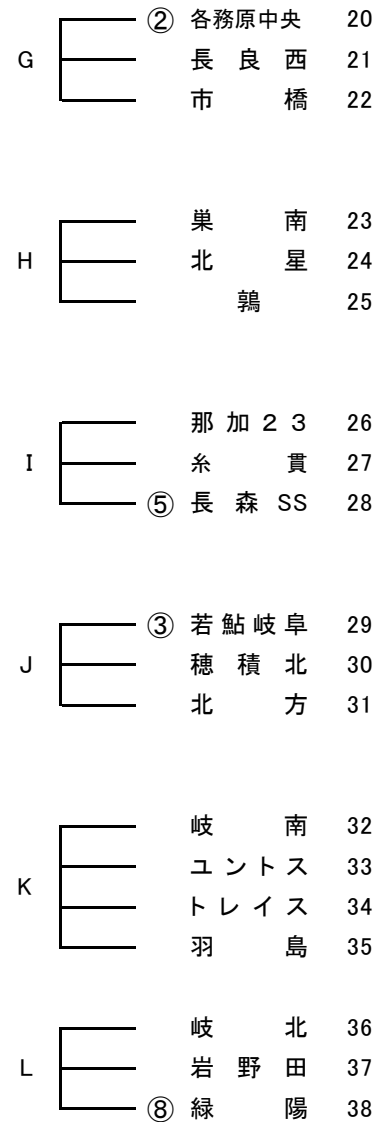 ② 各務原中央 20
G 長良西 21
市橋 22
巣南 23
H 北星 24
鶉 25
那加23 26
I 糸貫 27
⑤ 長森SS 28
③ 若鮎岐阜 29
J 穂積北 30
北方 31
岐南 32
ユントス 33
K
トレイス 34
羽島 35
岐北 36
L 岩野田 37
⑧ 緑陽 38